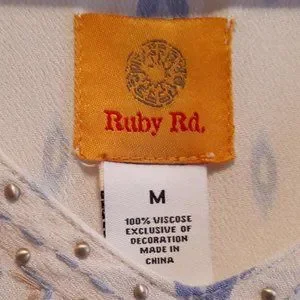 Ruby Rd.
M
100% VISCOSE
EXCLUSIVE OF
DECORATION
MADE IN
CHINA